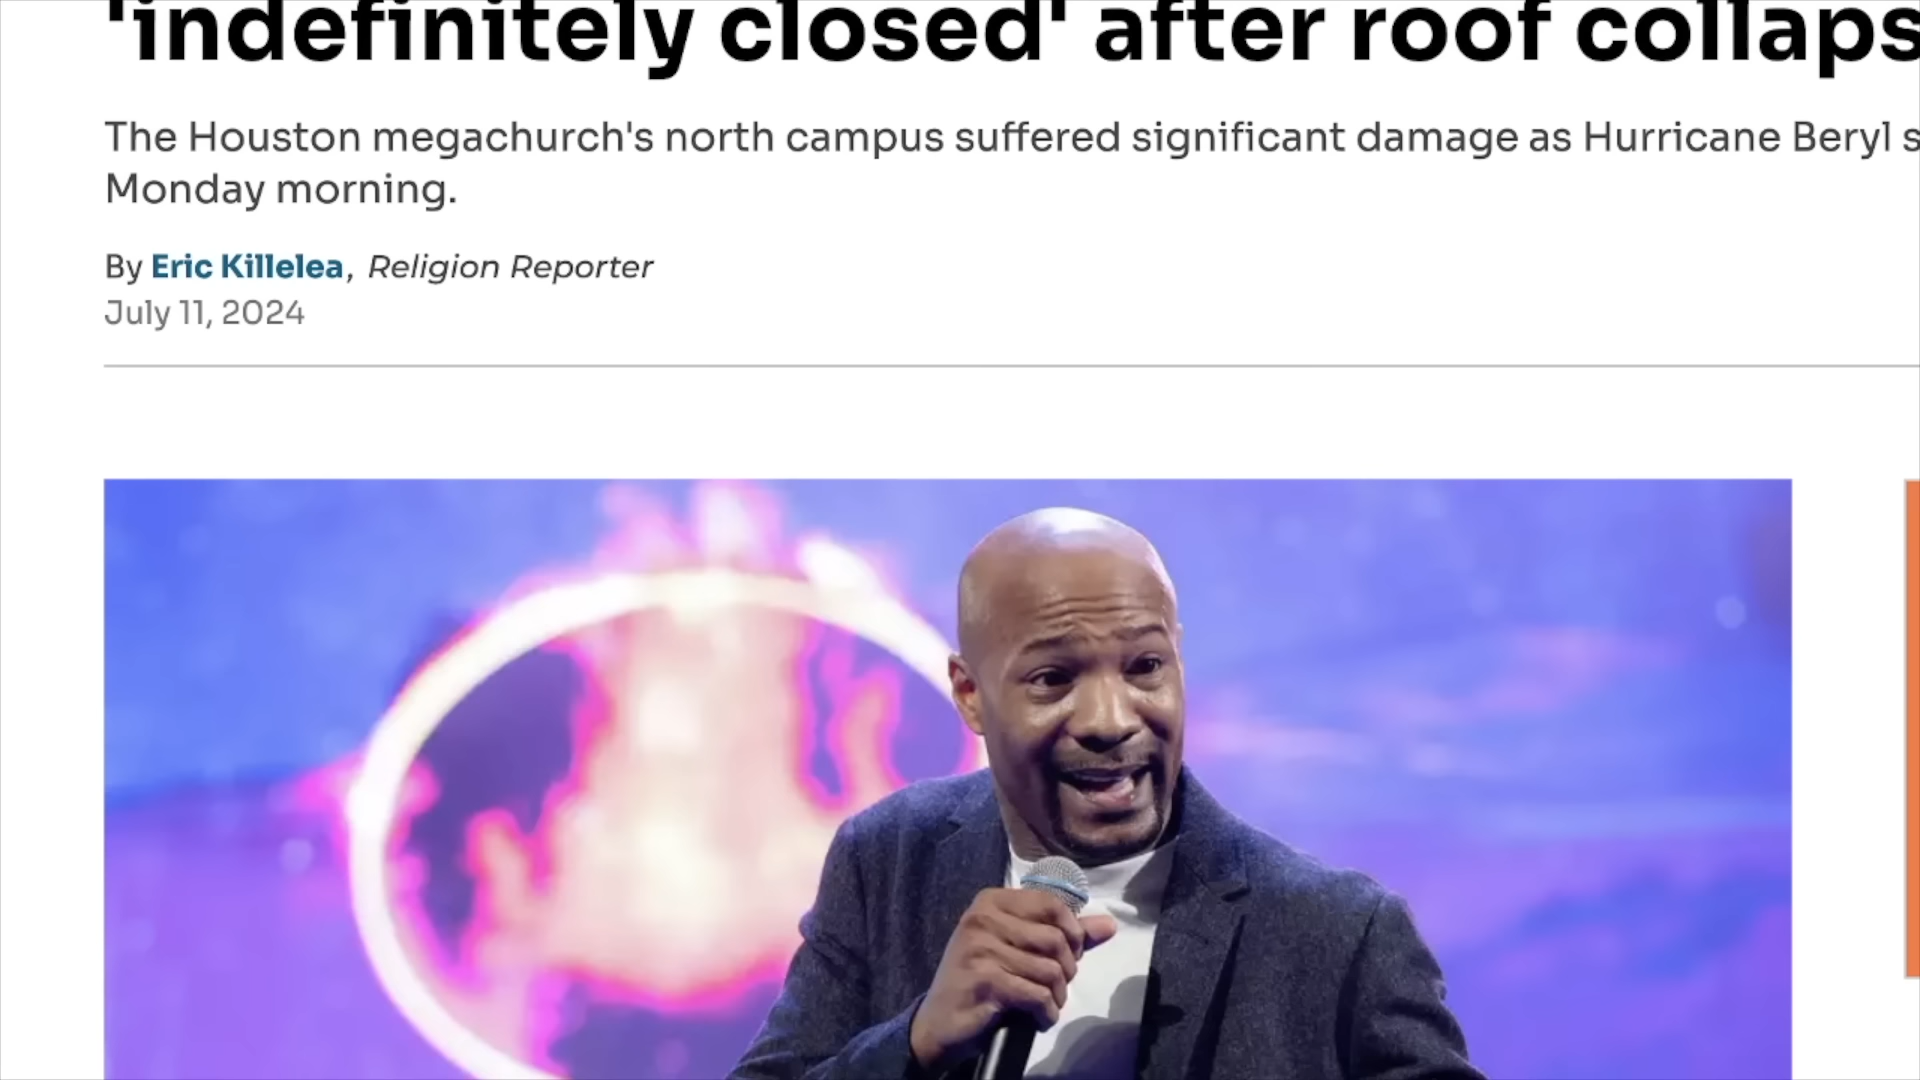 'indefinitely closed' after roof collaps
The Houston megachurch's north campus suffered significant damage as Hurricane Beryl s
Monday morning.
By Eric Killelea, Religion Reporter
July 11, 2024